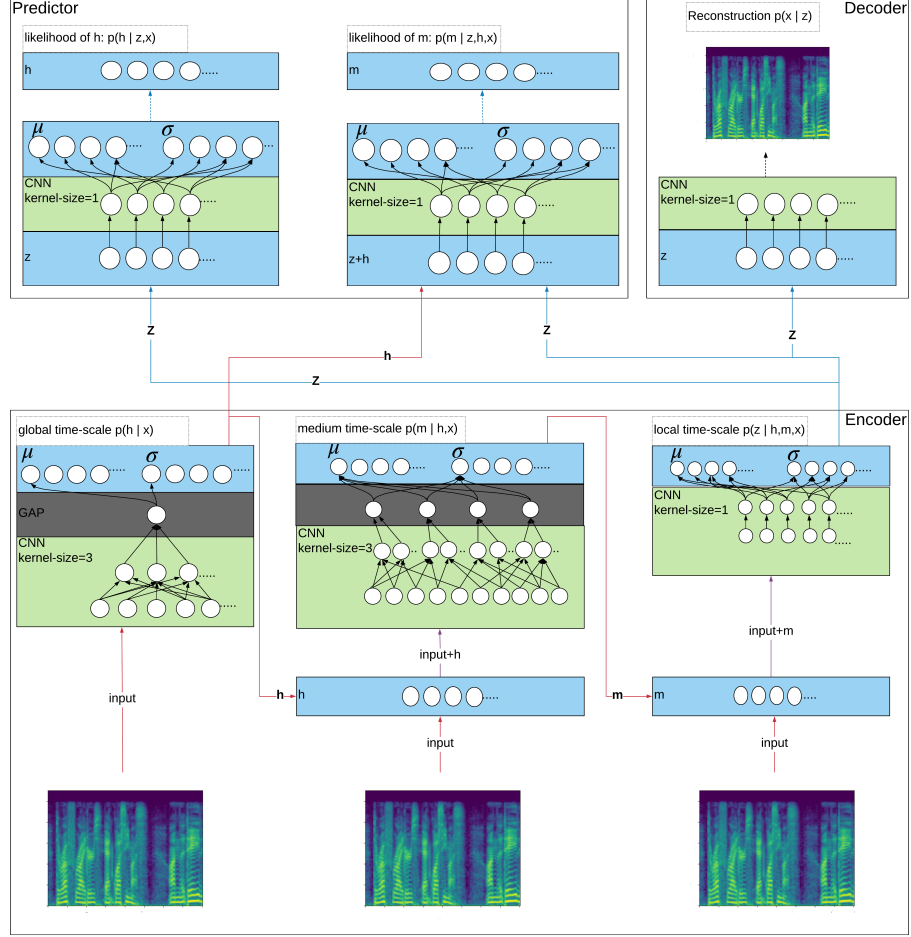 Predictor
likelihood of h: p(h | z,x)
h
μ
σ
CNN
kernel-size=1
z
likelihood of m: p(m | z,h,x)
m
μ
σ
CNN
kernel-size=1
z+h
Decoder
Reconstruction p(x | z)
CNN
kernel-size=1
z
Z
Z
Z
h
Z
Encoder
global time-scale p(h | x)
μ
σ
GAP
CNN
kernel-size=3
input
medium time-scale p(m | h,x)
μ
σ
CNN
kernel-size=3
input+h
h
h
input
local time-scale p(z | h,m,x)
μ
σ
CNN
kernel-size=1
input+m
m
m
input